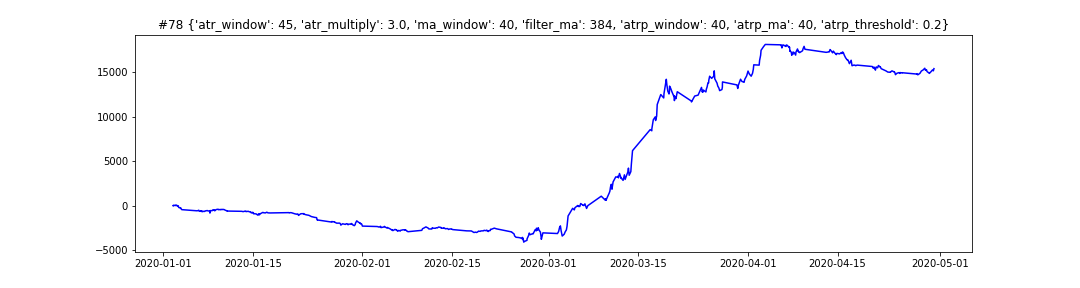 #78 {'atr_window': 45, 'atr_multiply': 3.0, 'ma_window': 40, 'filter_ma': 384, 'atrp_window': 40, 'atrp_ma': 40, 'atrp_threshold': 0.2}
15000
10000
5000
0
−5000
2020-01-01 2020-01-15 2020-02-01 2020-02-15 2020-03-01 2020-03-15 2020-04-01 2020-04-15 2020-05-01